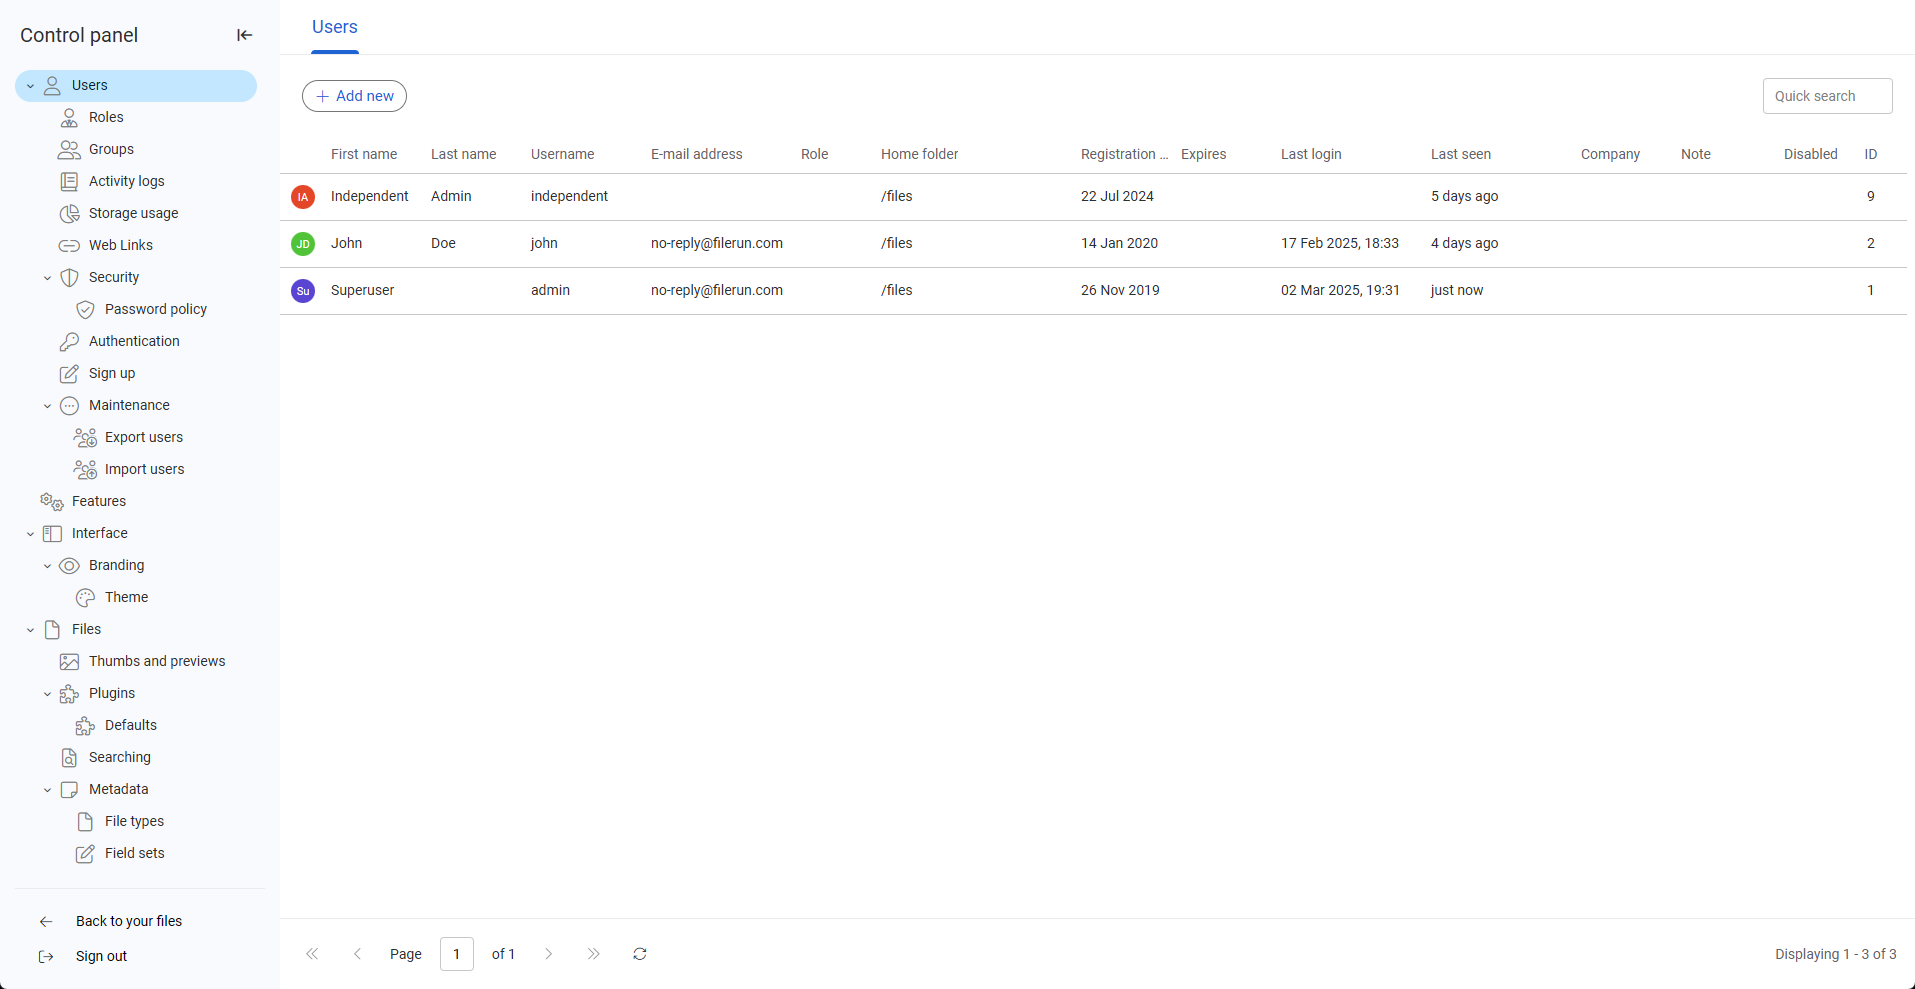 Control panel
Users
Roles
Groups
Activity logs
Storage usage
Web Links
Security
Password policy
Authentication
Sign up
Maintenance
Export users
Import users
Features
Interface
Branding
Theme
Files
Thumbs and previews
Plugins
Defaults
Searching
Metadata
File types
Field sets
Back to your files
Sign out
Users
Add new
Quick search
First name Last name Username E-mail address Role Home folder Registration ... Expires Last login Last seen Company Note Disabled ID
IA Independent Admin independent /files 22 Jul 2024 5 days ago 9
JD John Doe john no-reply@filerun.com /files 14 Jan 2020 17 Feb 2025, 18:33 4 days ago 2
Su Superuser admin no-reply@filerun.com /files 26 Nov 2019 02 Mar 2025, 19:31 just now 1
Page 1 of 1
Displaying 1 - 3 of 3